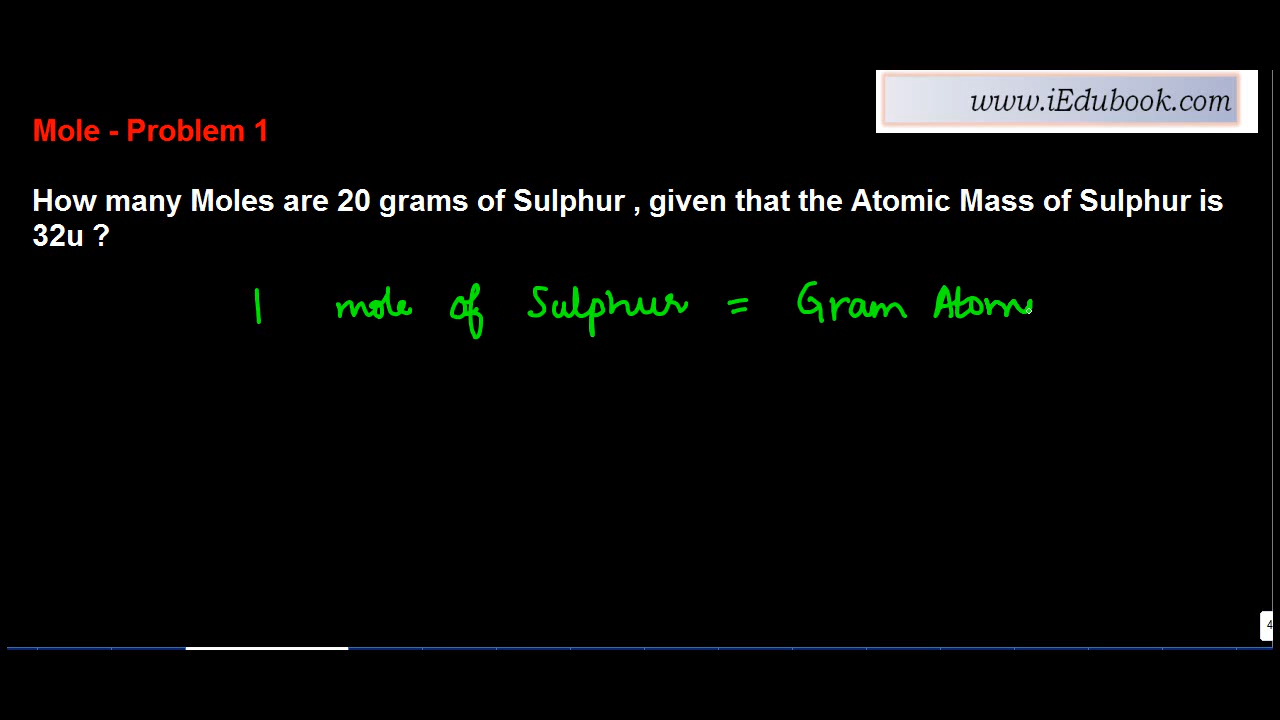 www.iEdubook.com
Mole - Problem 1
How many Moles are 20 grams of Sulphur , given that the Atomic Mass of Sulphur is
32u ?
1 mole of Sulphur = Gram Atom
4